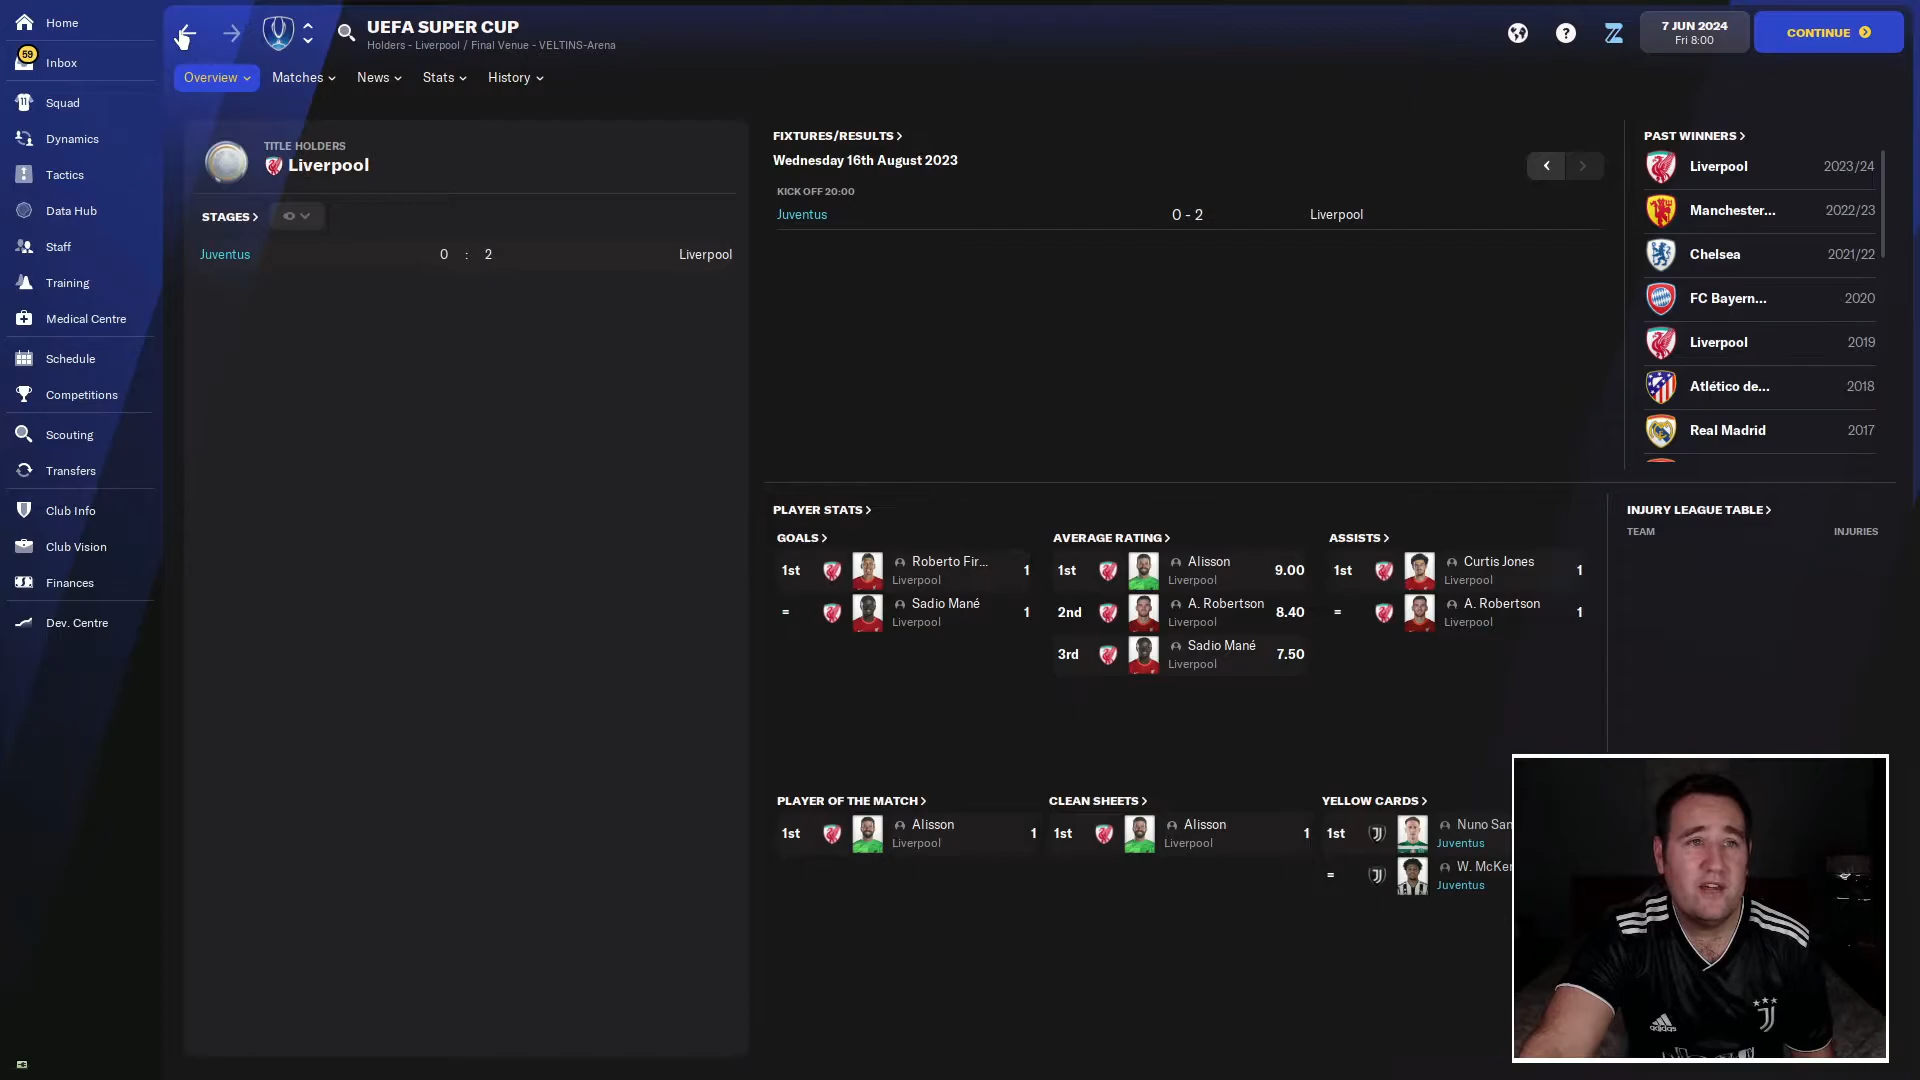 Home
59
Inbox
Squad
Dynamics
Tactics
Data Hub
Staff
Training
Medical Centre
Schedule
Competitions
Scouting
Transfers
Club Info
Club Vision
Finances
Dev. Centre
UEFA SUPER CUP
Holders - Liverpool / Final Venue - VELTINS-Arena
7 JUN 2024
Fri 8:00
CONTINUE
Overview
Matches
News
Stats
History
TITLE HOLDERS
Liverpool
STAGES
Juventus 0 : 2 Liverpool
FIXTURES/RESULTS
Wednesday 16th August 2023
KICK OFF 20:00
Juventus 0 - 2 Liverpool
PAST WINNERS
Liverpool 2023/24
Manchester... 2022/23
Chelsea 2021/22
FC Bayern... 2020
Liverpool 2019
Atlético de... 2018
Real Madrid 2017
PLAYER STATS
GOALS
1st Roberto Fir... 1
Liverpool
= Sadio Mané 1
Liverpool
AVERAGE RATING
1st Alisson 9.00
Liverpool
2nd A. Robertson 8.40
Liverpool
3rd Sadio Mané 7.50
Liverpool
ASSISTS
1st Curtis Jones 1
Liverpool
= A. Robertson 1
Liverpool
INJURY LEAGUE TABLE
TEAM INJURIES
PLAYER OF THE MATCH
1st Alisson 1
Liverpool
CLEAN SHEETS
1st Alisson 1
Liverpool
YELLOW CARDS
1st Nuno San
Juventus
= W. McKen
Juventus
adidas